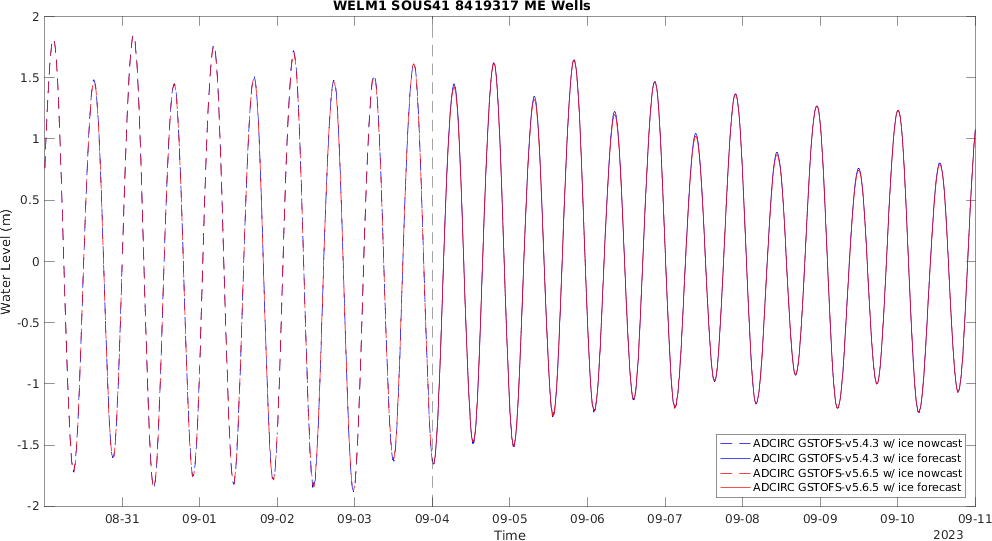 WELM1 SOUS41 8419317 ME Wells
2
1.5
1
0.5
0
-0.5
-1
-1.5
-2
Water Level (m)
08-31 09-01 09-02 09-03 09-04 09-05 09-06 09-07 09-08 09-09 09-10 09-11
Time
2023
ADCIRC GSTOFS-v5.4.3 w/ ice nowcast
ADCIRC GSTOFS-v5.4.3 w/ ice forecast
ADCIRC GSTOFS-v5.6.5 w/ ice nowcast
ADCIRC GSTOFS-v5.6.5 w/ ice forecast